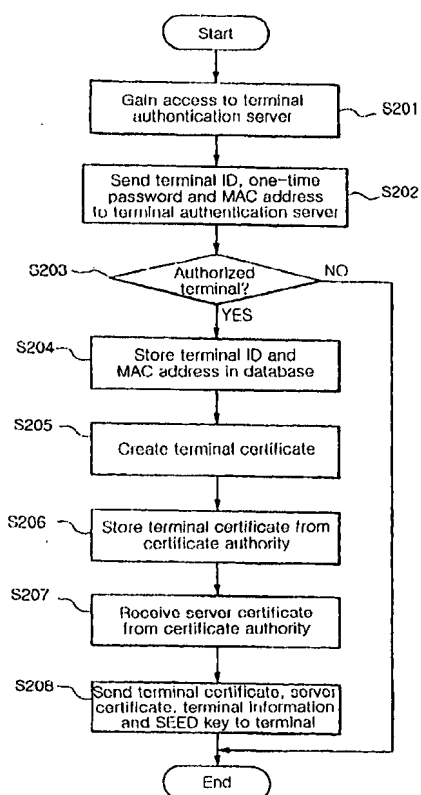 Start
Gain access to terminal
authentication server
S201
Send terminal ID, one-time
password and MAC address
to terminal authentication server
S202
S203
Authorized
terminal?
NO
YES
S204
Store terminal ID and
MAC address in database
S205
Create terminal certificate
S206
Store terminal certificate from
certificate authority
S207
Receive server certificate
from certificate authority
S208
Send terminal certificate, server
certificate, terminal information
and SEED key to terminal
End